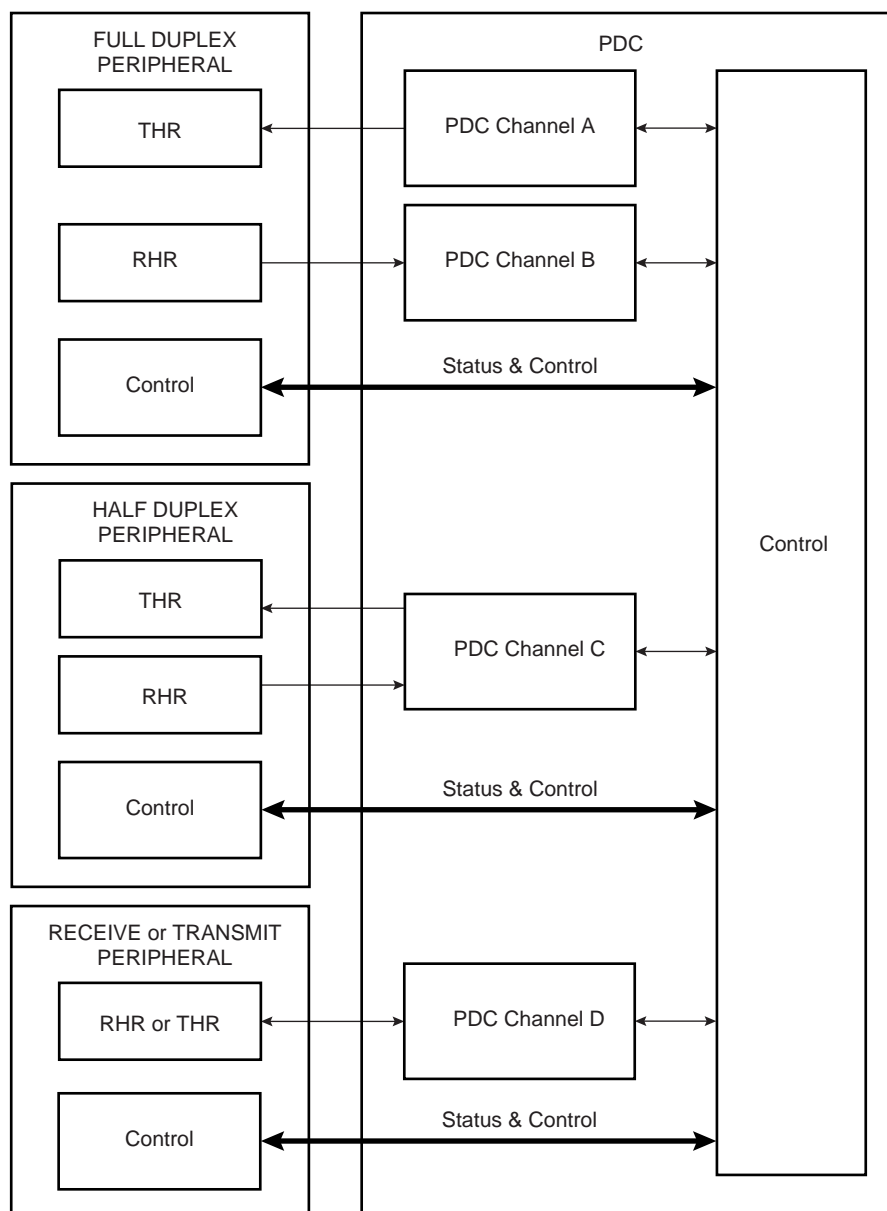 FULL DUPLEX
PERIPHERAL
THR
RHR
Control
PDC
PDC Channel A
PDC Channel B
Status & Control
HALF DUPLEX
PERIPHERAL
THR
RHR
Control
PDC Channel C
Status & Control
Control
RECEIVE or TRANSMIT
PERIPHERAL
RHR or THR
Control
PDC Channel D
Status & Control